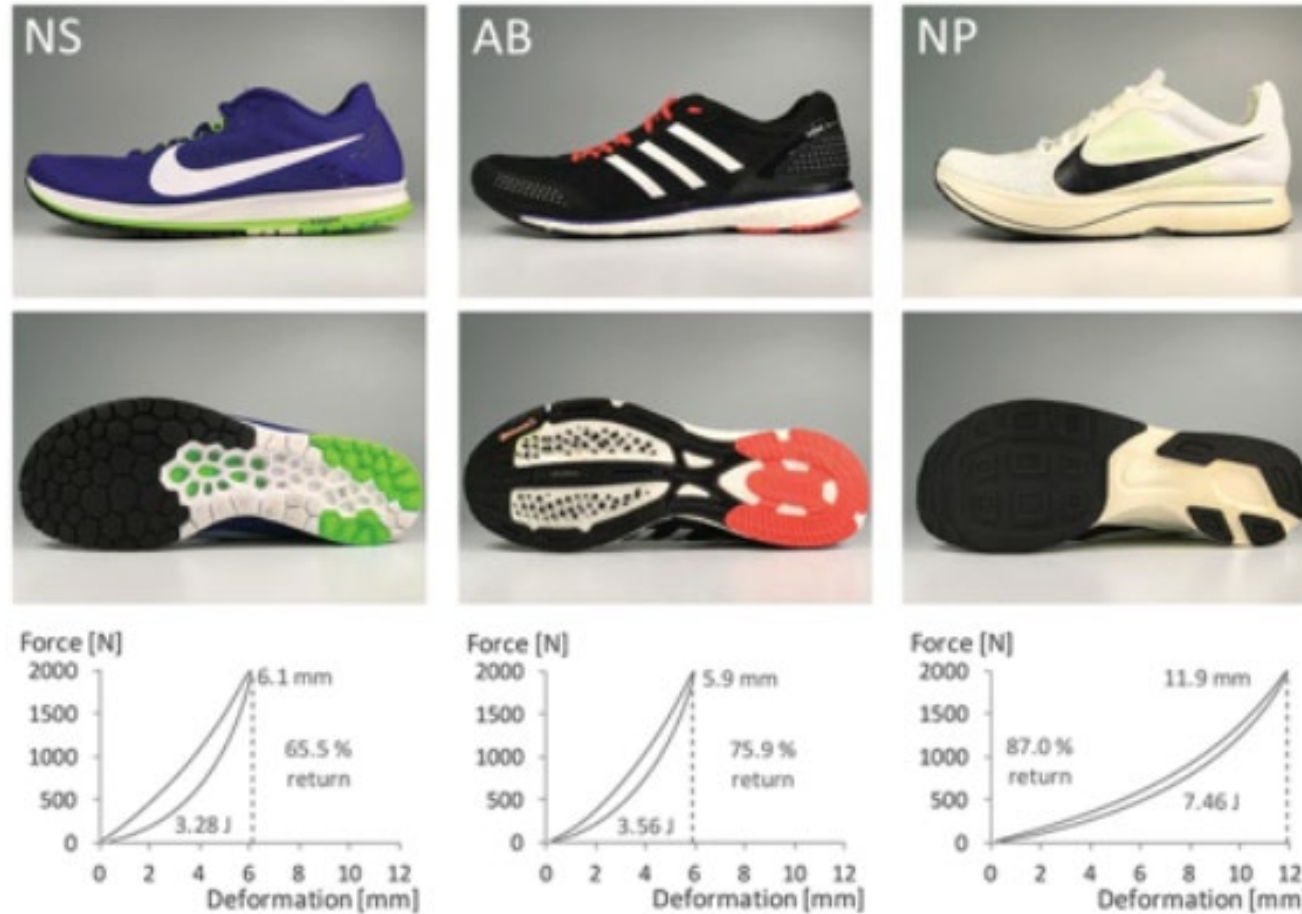 NS
AB
NP
Force [N]
2000
1500
1000
500
0
6.1 mm
65.5 %
return
3.28 J
0 2 4 6 8 10 12
Deformation [mm]
Force [N]
2000
1500
1000
500
0
5.9 mm
75.9 %
return
3.56 J
0 2 4 6 8 10 12
Deformation [mm]
Force [N]
2000
1500
1000
500
0
11.9 mm
87.0 %
return
7.46 J
0 2 4 6 8 10 12
Deformation [mm]